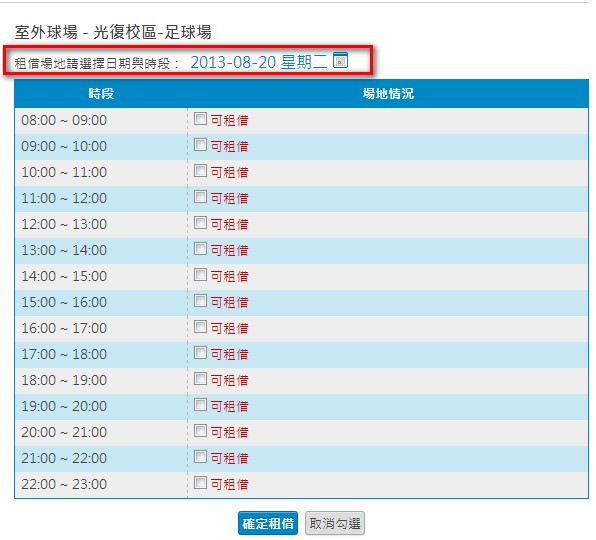 室外球場 - 光復校區-足球場
租借場地請選擇日期與時段： 2013-08-20 星期二
時段 場地情況
08:00 ~ 09:00 可租借
09:00 ~ 10:00 可租借
10:00 ~ 11:00 可租借
11:00 ~ 12:00 可租借
12:00 ~ 13:00 可租借
13:00 ~ 14:00 可租借
14:00 ~ 15:00 可租借
15:00 ~ 16:00 可租借
16:00 ~ 17:00 可租借
17:00 ~ 18:00 可租借
18:00 ~ 19:00 可租借
19:00 ~ 20:00 可租借
20:00 ~ 21:00 可租借
21:00 ~ 22:00 可租借
22:00 ~ 23:00 可租借
確定租借 取消勾選